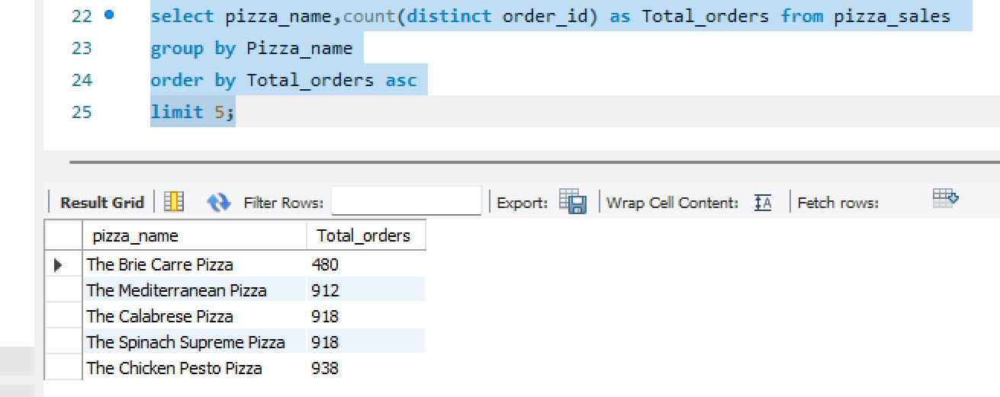 22 select pizza_name,count(distinct order_id) as Total_orders from pizza_sales
23 group by Pizza_name
24 order by Total_orders asc
25 limit 5;
Result Grid Filter Rows: Export: Wrap Cell Content: Fetch rows:
pizza_name Total_orders
The Brie Carre Pizza 480
The Mediterranean Pizza 912
The Calabrese Pizza 918
The Spinach Supreme Pizza 918
The Chicken Pesto Pizza 938